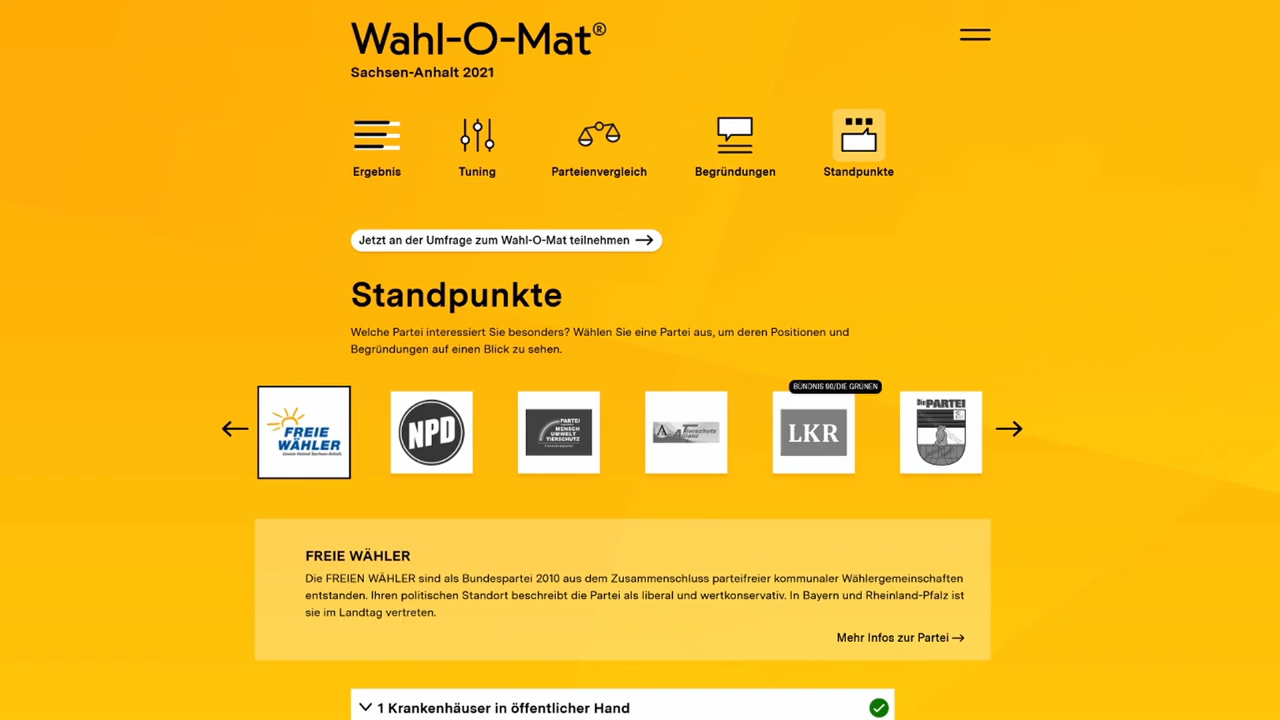 Wahl-O-Mat®
Sachsen-Anhalt 2021
Ergebnis
Tuning
Parteienvergleich
Begründungen
Standpunkte
Jetzt an der Umfrage zum Wahl-O-Mat teilnehmen
Standpunkte
Welche Partei interessiert Sie besonders? Wählen Sie eine Partei aus, um deren Positionen und
Begründungen auf einen Blick zu sehen.
BÜNDNIS 90/DIE GRÜNEN
FREIE
WÄHLER
Unsere Heimat Sachsen-Anhalt.
NPD
PARTEI
MENSCH
UMWELT
TIERSCHUTZ
Tierschutz
Allianz
LKR
Die PARTEI
FREIE WÄHLER
Die FREIEN WÄHLER sind als Bundespartei 2010 aus dem Zusammenschluss parteifreier kommunaler Wählergemeinschaften
entstanden. Ihren politischen Standort beschreibt die Partei als liberal und wertkonservativ. In Bayern und Rheinland-Pfalz ist
sie im Landtag vertreten.
Mehr Infos zur Partei
1 Krankenhäuser in öffentlicher Hand